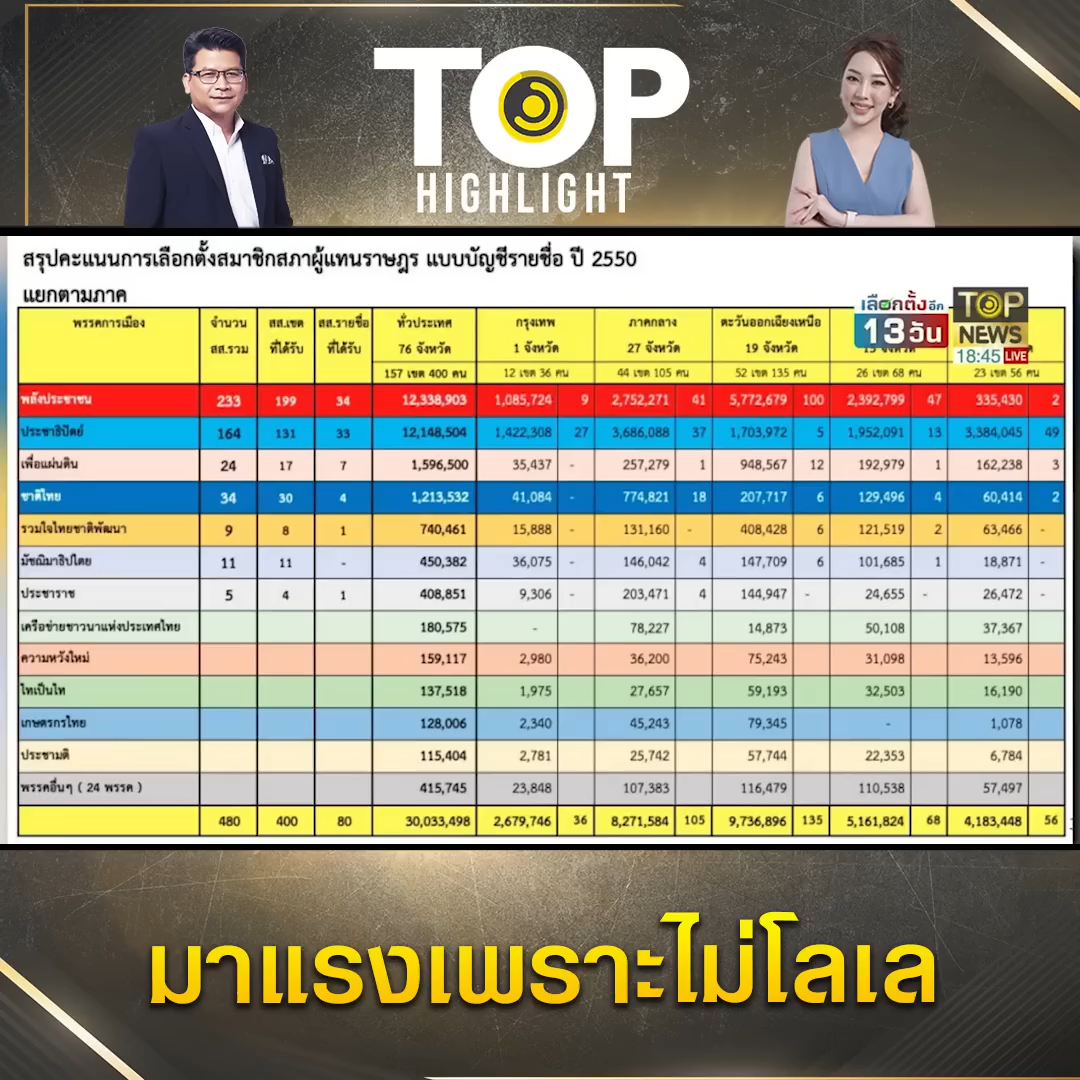 TOP
HIGHLIGHT
สรุปคะแนนการเลือกตั้งสมาชิกสภาผู้แทนราษฎร แบบบัญชีรายชื่อ ปี 2550
แยกตามภาค
เลือกตั้งอีก
13 วัน
TOP
NEWS
18:45 LIVE
พรรคการเมือง จำนวน สส.เขต สส.รายชื่อ ทั่วประเทศ กรุงเทพ ภาคกลาง ตะวันออกเฉียงเหนือ
สส.รวม ที่ได้รับ ที่ได้รับ 76 จังหวัด 1 จังหวัด 27 จังหวัด 19 จังหวัด
157 เขต 400 คน 12 เขต 36 คน 44 เขต 105 คน 52 เขต 135 คน 26 เขต 68 คน 23 เขต 56 คน
พลังประชาชน 233 199 34 12,338,903 1,085,724 9 2,752,271 41 5,772,679 100 2,392,799 47 335,430 2
ประชาธิปัตย์ 164 131 33 12,148,504 1,422,308 27 3,686,088 37 1,703,972 5 1,952,091 13 3,384,045 49
เพื่อแผ่นดิน 24 17 7 1,596,500 35,437 - 257,279 1 948,567 12 192,979 1 162,238 3
ชาติไทย 34 30 4 1,213,532 41,084 - 774,821 18 207,717 6 129,496 4 60,414 2
รวมใจไทยชาติพัฒนา 9 8 1 740,461 15,888 - 131,160 - 408,428 6 121,519 2 63,466 -
มัชฌิมาธิปไตย 11 11 - 450,382 36,075 - 146,042 4 147,709 6 101,685 1 18,871 -
ประชาราช 5 4 1 408,851 9,306 - 203,471 4 144,947 - 24,655 - 26,472 -
เครือข่ายชาวนาแห่งประเทศไทย 180,575 - 78,227 14,873 50,108 37,367
ความหวังใหม่ 159,117 2,980 36,200 75,243 31,098 13,596
ไทเป็นไท 137,518 1,975 27,657 59,193 32,503 16,190
เกษตรกรไทย 128,006 2,340 45,243 79,345 - 1,078
ประชามติ 115,404 2,781 25,742 57,744 22,353 6,784
พรรคอื่นๆ ( 24 พรรค ) 415,745 23,848 107,383 116,479 110,538 57,497
480 400 80 30,033,498 2,679,746 36 8,271,584 105 9,736,896 135 5,161,824 68 4,183,448 56
มาแรงเพราะไม่โลเล